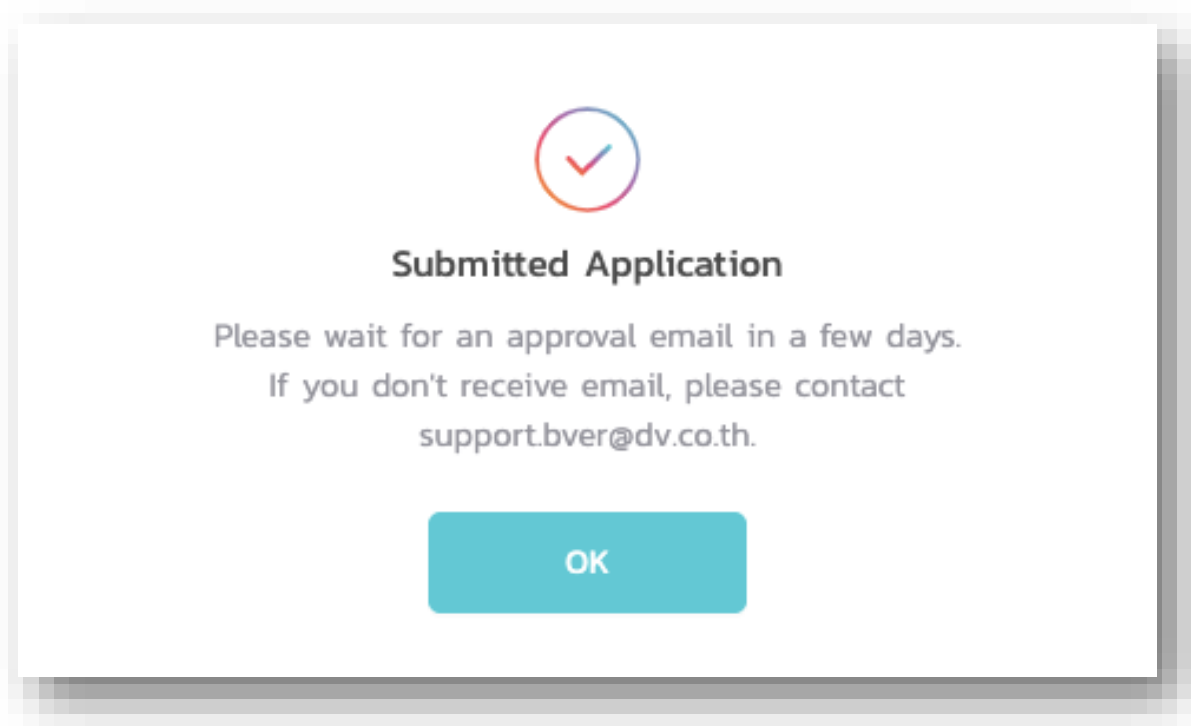 Submitted Application
Please wait for an approval email in a few days.
If you don't receive email, please contact
support.bver@dv.co.th.
OK